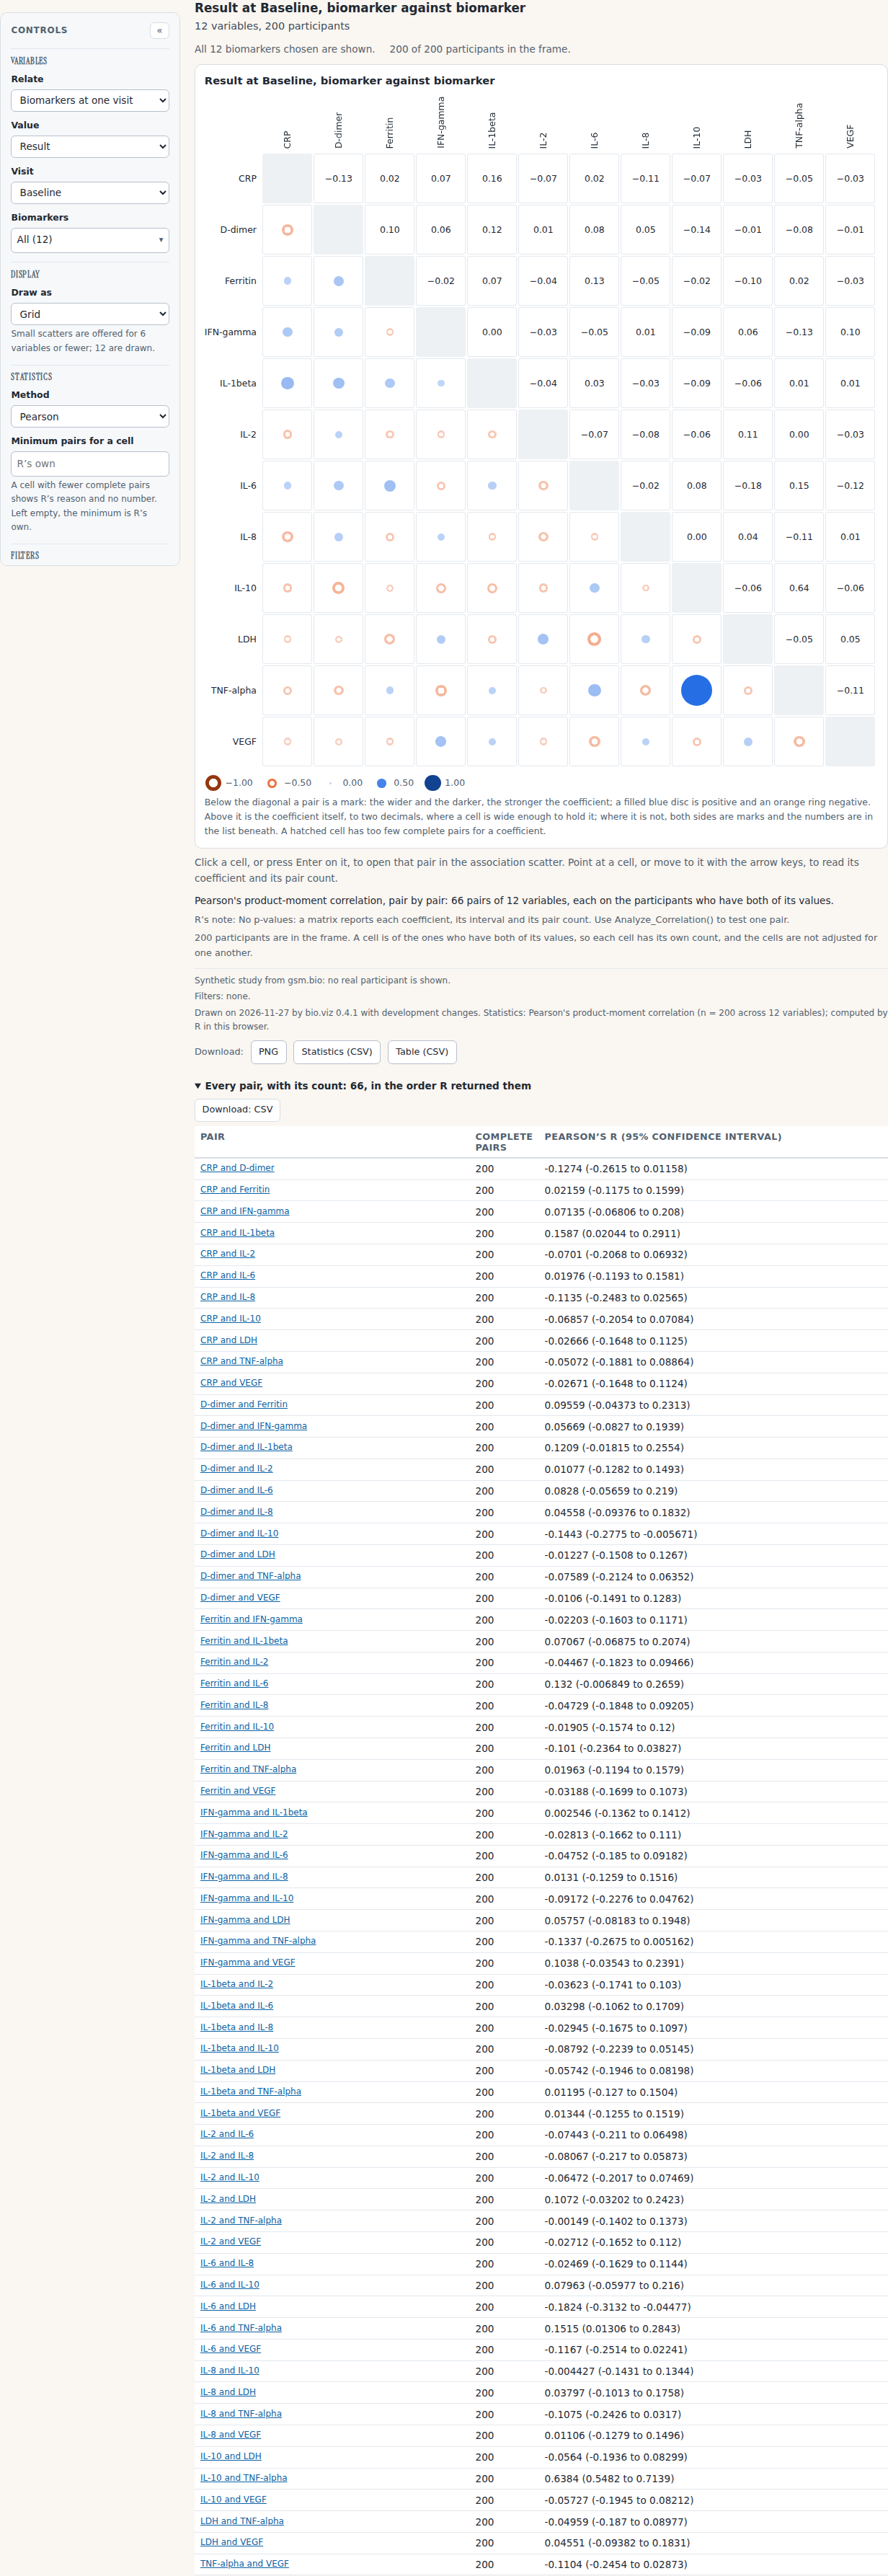 Result at Baseline, biomarker against biomarker
12 variables, 200 participants
All 12 biomarkers chosen are shown. 200 of 200 participants in the frame.
CONTROLS «
VARIABLES
Relate
Biomarkers at one visit
Value
Result
Visit
Baseline
Biomarkers
All (12)
DISPLAY
Draw as
Grid
Small scatters are offered for 6
variables or fewer; 12 are drawn.
STATISTICS
Method
Pearson
Minimum pairs for a cell
R's own
A cell with fewer complete pairs
shows R's reason and no number.
Left empty, the minimum is R's
own.
FILTERS
Result at Baseline, biomarker against biomarker
CRP D-dimer Ferritin IFN-gamma IL-1beta IL-2 IL-6 IL-8 IL-10 LDH TNF-alpha VEGF
CRP −0.13 0.02 0.07 0.16 −0.07 0.02 −0.11 −0.07 −0.03 −0.05 −0.03
D-dimer 0.10 0.06 0.12 0.01 0.08 0.05 −0.14 −0.01 −0.08 −0.01
Ferritin −0.02 0.07 −0.04 0.13 −0.05 −0.02 −0.10 0.02 −0.03
IFN-gamma 0.00 −0.03 −0.05 0.01 −0.09 0.06 −0.13 0.10
IL-1beta −0.04 0.03 −0.03 −0.09 −0.06 0.01 0.01
IL-2 −0.07 −0.08 −0.06 0.11 0.00 −0.03
IL-6 −0.02 0.08 −0.18 0.15 −0.12
IL-8 0.00 0.04 −0.11 0.01
IL-10 −0.06 0.64 −0.06
LDH −0.05 0.05
TNF-alpha −0.11
VEGF
−1.00 −0.50 0.00 0.50 1.00
Below the diagonal a pair is a mark: the wider and the darker, the stronger the coefficient; a filled blue disc is positive and an orange ring negative.
Above it is the coefficient itself, to two decimals, where a cell is wide enough to hold it; where it is not, both sides are marks and the numbers are in
the list beneath. A hatched cell has too few complete pairs for a coefficient.
Click a cell, or press Enter on it, to open that pair in the association scatter. Point at a cell, or move to it with the arrow keys, to read its
coefficient and its pair count.
Pearson's product-moment correlation, pair by pair: 66 pairs of 12 variables, each on the participants who have both of its values.
R's note: No p-values: a matrix reports each coefficient, its interval and its pair count. Use Analyze_Correlation() to test one pair.
200 participants are in the frame. A cell is of the ones who have both of its values, so each cell has its own count, and the cells are not adjusted for
one another.
Synthetic study from gsm.bio: no real participant is shown.
Filters: none.
Drawn on 2026-11-27 by bio.viz 0.4.1 with development changes. Statistics: Pearson's product-moment correlation (n = 200 across 12 variables); computed by
R in this browser.
Download: PNG Statistics (CSV) Table (CSV)
▼ Every pair, with its count: 66, in the order R returned them
Download: CSV
PAIR COMPLETE PAIRS PEARSON'S R (95% CONFIDENCE INTERVAL)
CRP and D-dimer 200 -0.1274 (-0.2615 to 0.01158)
CRP and Ferritin 200 0.02159 (-0.1175 to 0.1599)
CRP and IFN-gamma 200 0.07135 (-0.06806 to 0.208)
CRP and IL-1beta 200 0.1587 (0.02044 to 0.2911)
CRP and IL-2 200 -0.0701 (-0.2068 to 0.06932)
CRP and IL-6 200 0.01976 (-0.1193 to 0.1581)
CRP and IL-8 200 -0.1135 (-0.2483 to 0.02565)
CRP and IL-10 200 -0.06857 (-0.2054 to 0.07084)
CRP and LDH 200 -0.02666 (-0.1648 to 0.1125)
CRP and TNF-alpha 200 -0.05072 (-0.1881 to 0.08864)
CRP and VEGF 200 -0.02671 (-0.1648 to 0.1124)
D-dimer and Ferritin 200 0.09559 (-0.04373 to 0.2313)
D-dimer and IFN-gamma 200 0.05669 (-0.0827 to 0.1939)
D-dimer and IL-1beta 200 0.1209 (-0.01815 to 0.2554)
D-dimer and IL-2 200 0.01077 (-0.1282 to 0.1493)
D-dimer and IL-6 200 0.0828 (-0.05659 to 0.219)
D-dimer and IL-8 200 0.04558 (-0.09376 to 0.1832)
D-dimer and IL-10 200 -0.1443 (-0.2775 to -0.005671)
D-dimer and LDH 200 -0.01227 (-0.1508 to 0.1267)
D-dimer and TNF-alpha 200 -0.07589 (-0.2124 to 0.06352)
D-dimer and VEGF 200 -0.0106 (-0.1491 to 0.1283)
Ferritin and IFN-gamma 200 -0.02203 (-0.1603 to 0.1171)
Ferritin and IL-1beta 200 0.07067 (-0.06875 to 0.2074)
Ferritin and IL-2 200 -0.04467 (-0.1823 to 0.09466)
Ferritin and IL-6 200 0.132 (-0.006849 to 0.2659)
Ferritin and IL-8 200 -0.04729 (-0.1848 to 0.09205)
Ferritin and IL-10 200 -0.01905 (-0.1574 to 0.12)
Ferritin and LDH 200 -0.101 (-0.2364 to 0.03827)
Ferritin and TNF-alpha 200 0.01963 (-0.1194 to 0.1579)
Ferritin and VEGF 200 -0.03188 (-0.1699 to 0.1073)
IFN-gamma and IL-1beta 200 0.002546 (-0.1362 to 0.1412)
IFN-gamma and IL-2 200 -0.02813 (-0.1662 to 0.111)
IFN-gamma and IL-6 200 -0.04752 (-0.185 to 0.09182)
IFN-gamma and IL-8 200 0.0131 (-0.1259 to 0.1516)
IFN-gamma and IL-10 200 -0.09172 (-0.2276 to 0.04762)
IFN-gamma and LDH 200 0.05757 (-0.08183 to 0.1948)
IFN-gamma and TNF-alpha 200 -0.1337 (-0.2675 to 0.005162)
IFN-gamma and VEGF 200 0.1038 (-0.03543 to 0.2391)
IL-1beta and IL-2 200 -0.03623 (-0.1741 to 0.103)
IL-1beta and IL-6 200 0.03298 (-0.1062 to 0.1709)
IL-1beta and IL-8 200 -0.02945 (-0.1675 to 0.1097)
IL-1beta and IL-10 200 -0.08792 (-0.2239 to 0.05145)
IL-1beta and LDH 200 -0.05742 (-0.1946 to 0.08198)
IL-1beta and TNF-alpha 200 0.01195 (-0.127 to 0.1504)
IL-1beta and VEGF 200 0.01344 (-0.1255 to 0.1519)
IL-2 and IL-6 200 -0.07443 (-0.211 to 0.06498)
IL-2 and IL-8 200 -0.08067 (-0.217 to 0.05873)
IL-2 and IL-10 200 -0.06472 (-0.2017 to 0.07469)
IL-2 and LDH 200 0.1072 (-0.03202 to 0.2423)
IL-2 and TNF-alpha 200 -0.00149 (-0.1402 to 0.1373)
IL-2 and VEGF 200 -0.02712 (-0.1652 to 0.112)
IL-6 and IL-8 200 -0.02469 (-0.1629 to 0.1144)
IL-6 and IL-10 200 0.07963 (-0.05977 to 0.216)
IL-6 and LDH 200 -0.1824 (-0.3132 to -0.04477)
IL-6 and TNF-alpha 200 0.1515 (0.01306 to 0.2843)
IL-6 and VEGF 200 -0.1167 (-0.2514 to 0.02241)
IL-8 and IL-10 200 -0.004427 (-0.1431 to 0.1344)
IL-8 and LDH 200 0.03797 (-0.1013 to 0.1758)
IL-8 and TNF-alpha 200 -0.1075 (-0.2426 to 0.0317)
IL-8 and VEGF 200 0.01106 (-0.1279 to 0.1496)
IL-10 and LDH 200 -0.0564 (-0.1936 to 0.08299)
IL-10 and TNF-alpha 200 0.6384 (0.5482 to 0.7139)
IL-10 and VEGF 200 -0.05727 (-0.1945 to 0.08212)
LDH and TNF-alpha 200 -0.04959 (-0.187 to 0.08977)
LDH and VEGF 200 0.04551 (-0.09382 to 0.1831)
TNF-alpha and VEGF 200 -0.1104 (-0.2454 to 0.02873)